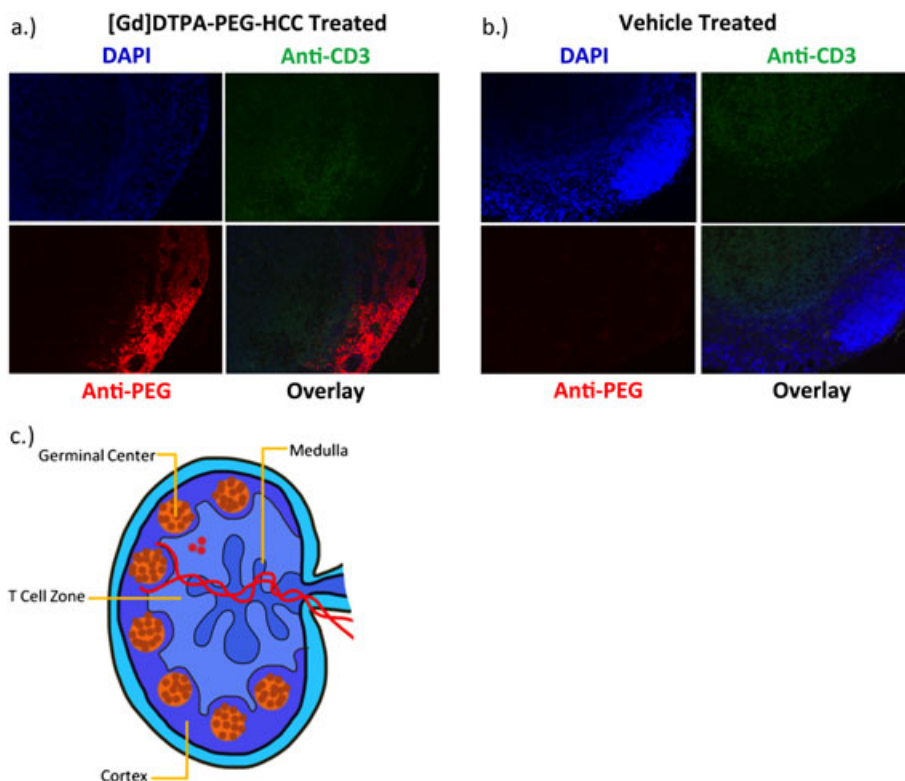 a.)
[Gd]DTPA-PEG-HCC Treated
DAPI
Anti-CD3
Anti-PEG
Overlay
b.)
Vehicle Treated
DAPI
Anti-CD3
Anti-PEG
Overlay
c.)
Germinal Center
Medulla
T Cell Zone
Cortex